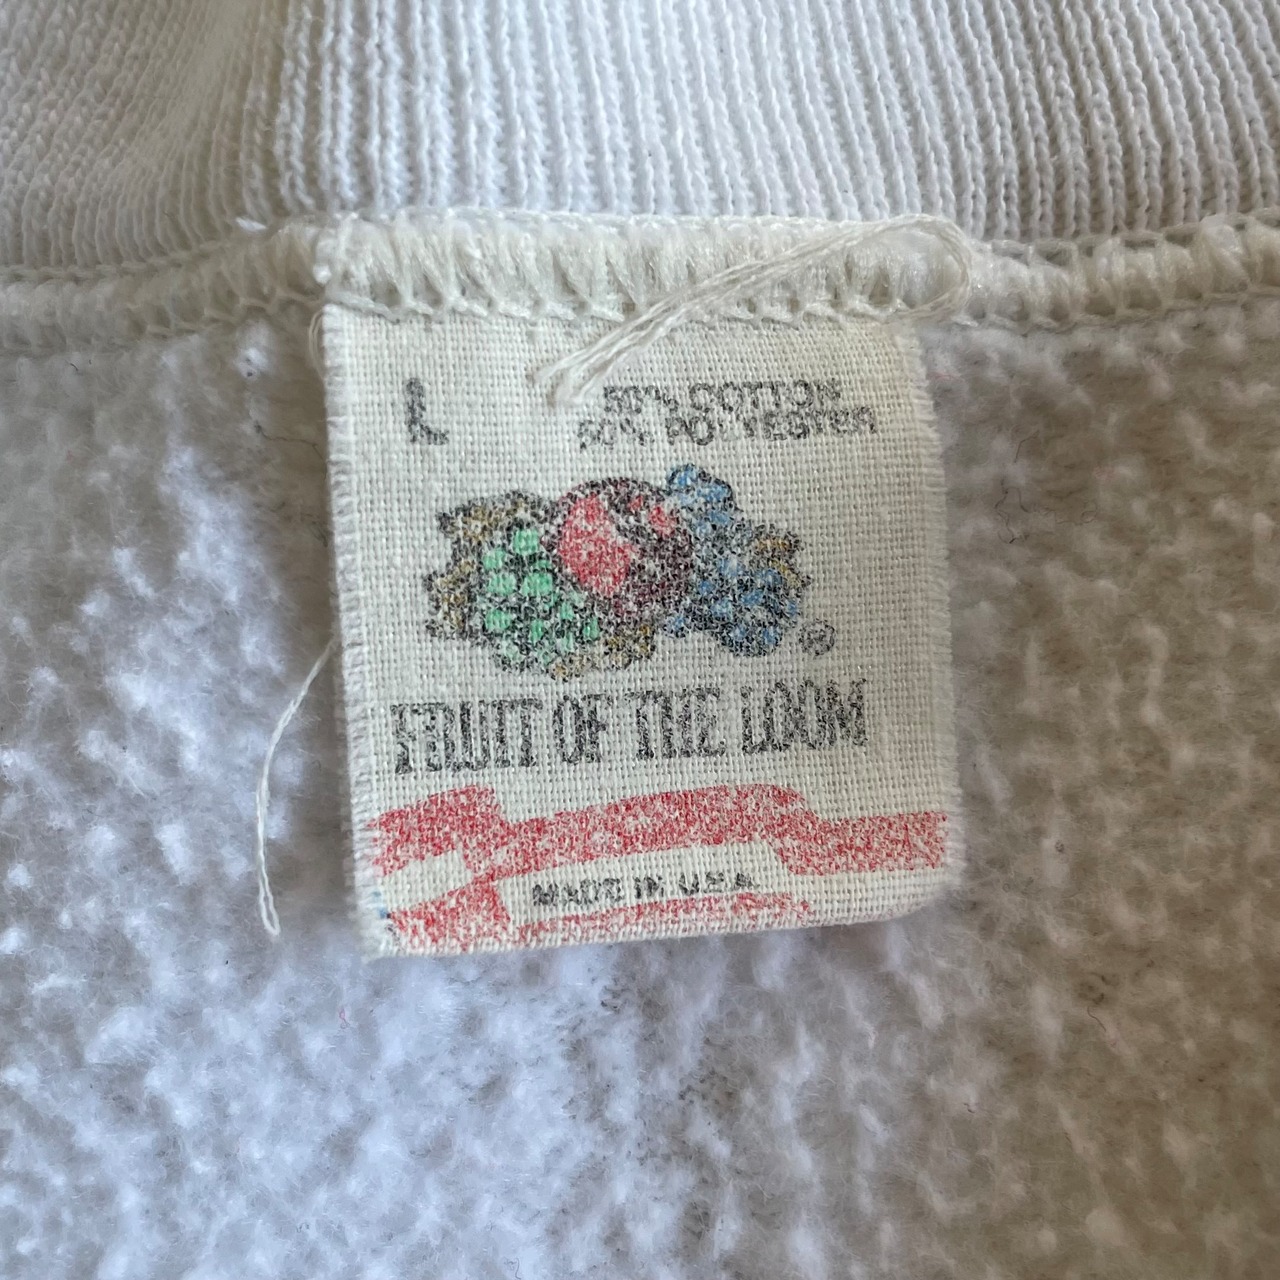 L
50% COTTON
50% POLYESTER
®
FRUIT OF THE LOOM
MADE IN U.S.A.